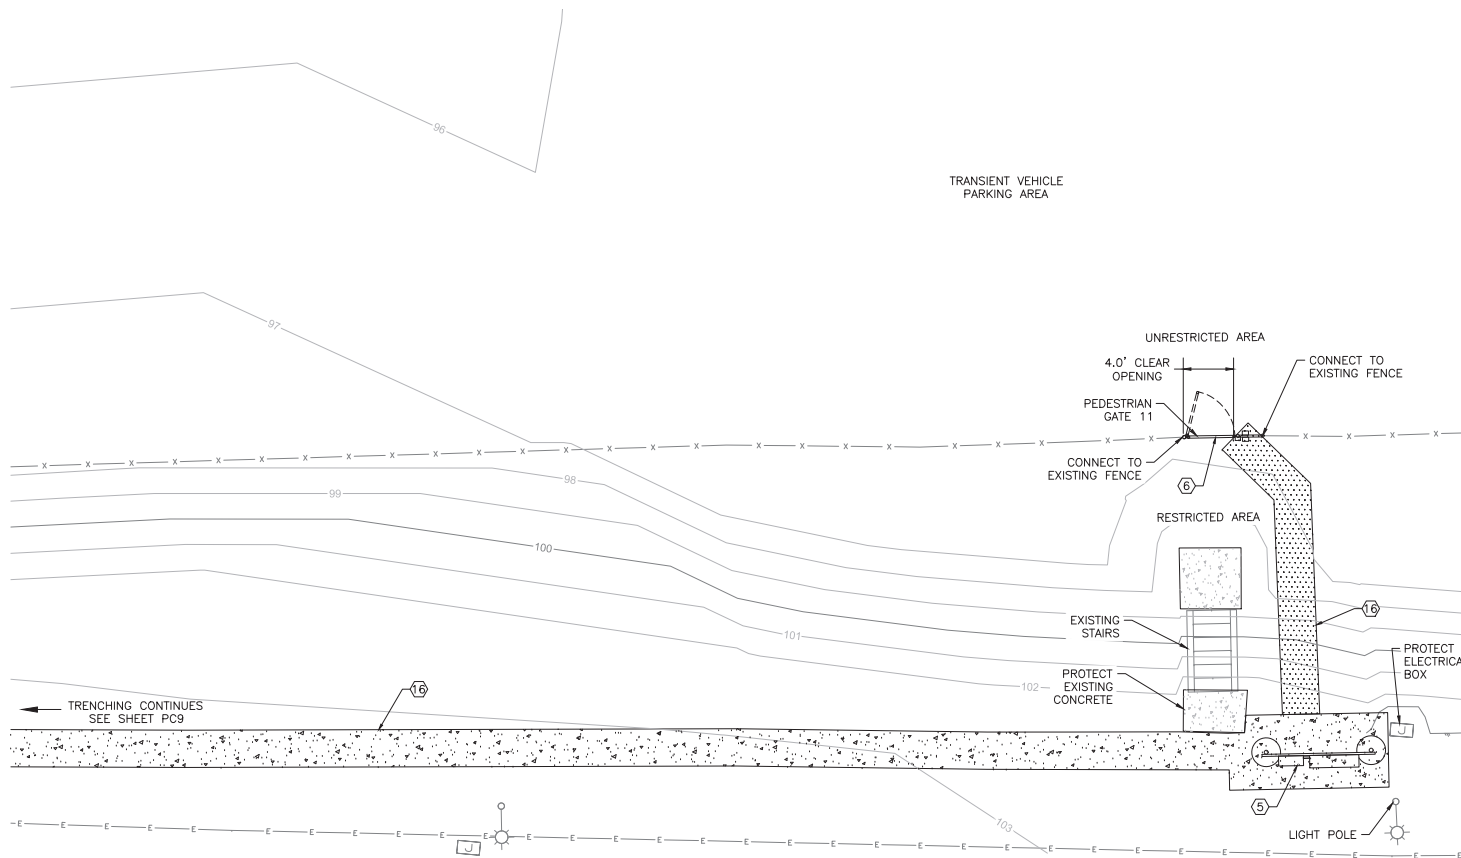 96
TRANSIENT VEHICLE
PARKING AREA
97
UNRESTRICTED AREA
4.0' CLEAR
OPENING
CONNECT TO
EXISTING FENCE
PEDESTRIAN
GATE 11
X X X X X X X X X X X X X X X X X X X X X X
CONNECT TO
EXISTING FENCE
6
98
99
RESTRICTED AREA
100
16
EXISTING
STAIRS
101
PROTECT
ELECTRICA
BOX
PROTECT
EXISTING
CONCRETE
102
16
TRENCHING CONTINUES
SEE SHEET PC9
J
5
103
LIGHT POLE
E E E E E E E E E E E E E E E E E E E E E E E E E E E E E E E E E
J